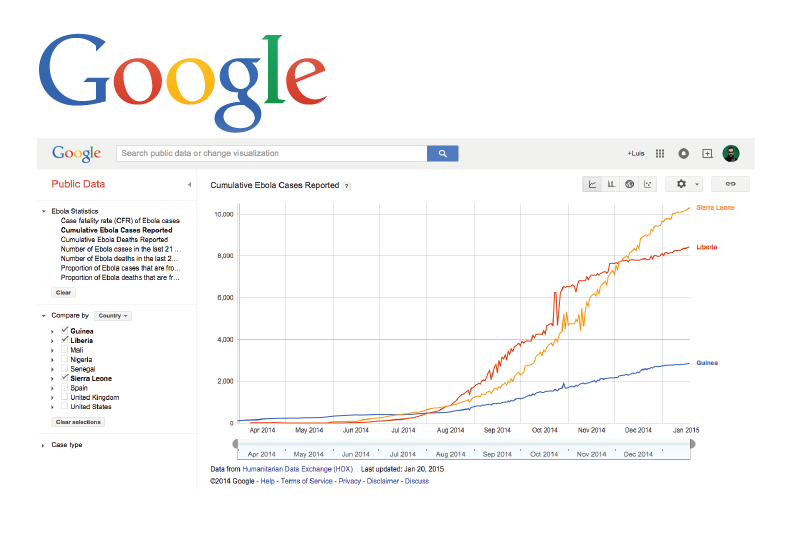 Google
Google
Search public data or change visualization
+Luis
Public Data
Cumulative Ebola Cases Reported ?
Ebola Statistics
Case fatality rate (CFR) of Ebola cases
Cumulative Ebola Cases Reported
Cumulative Ebola Deaths Reported
Number of Ebola cases in the last 21 ...
Number of Ebola deaths in the last 2...
Proportion of Ebola cases that are fro...
Proportion of Ebola deaths that are fr...
Clear
Compare by Country
Guinea
Liberia
Mali
Nigeria
Senegal
Sierra Leone
Spain
United Kingdom
United States
Clear selections
Case type
10,000
8,000
6,000
4,000
2,000
0
Sierra Leone
Liberia
Guinea
Apr 2014 May 2014 Jun 2014 Jul 2014 Aug 2014 Sep 2014 Oct 2014 Nov 2014 Dec 2014 Jan 2015
Apr 2014 May 2014 Jun 2014 Jul 2014 Aug 2014 Sep 2014 Oct 2014 Nov 2014 Dec 2014
Data from Humanitarian Data Exchange (HDX) Last updated: Jan 20, 2015
©2014 Google - Help - Terms of Service - Privacy - Disclaimer - Discuss